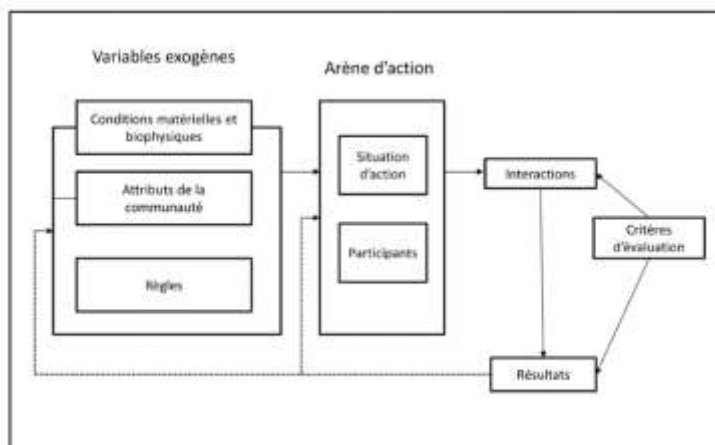 Variables exogènes
Arène d'action
Conditions matérielles et
biophysiques
Attributs de la
communauté
Règles
Situation
d'action
Participants
Interactions
Critères
d'évaluation
Résultats